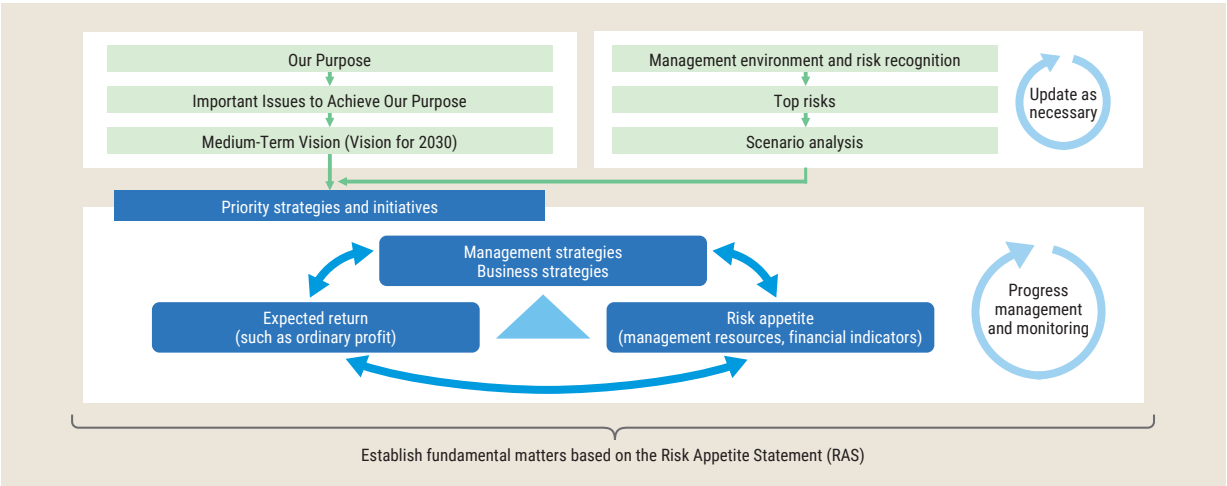 Our Purpose
Important Issues to Achieve Our Purpose
Medium-Term Vision (Vision for 2030)
Management environment and risk recognition
Top risks
Scenario analysis
Update as
necessary
Priority strategies and initiatives
Management strategies
Business strategies
Expected return
(such as ordinary profit)
Risk appetite
(management resources, financial indicators)
Progress
management
and monitoring
Establish fundamental matters based on the Risk Appetite Statement (RAS)